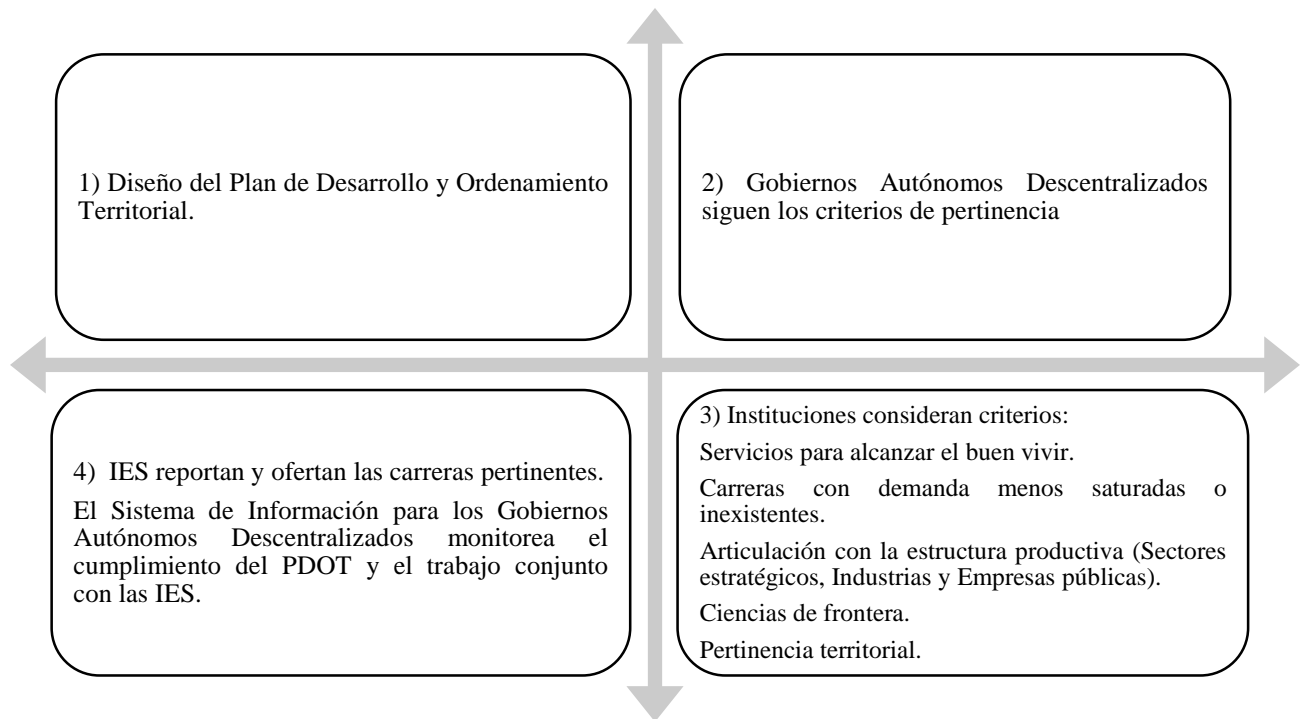 1) Diseño del Plan de Desarrollo y Ordenamiento
Territorial.
2) Gobiernos Autónomos Descentralizados
siguen los criterios de pertinencia
3) Instituciones consideran criterios:
Servicios para alcanzar el buen vivir.
Carreras con demanda menos saturadas o
inexistentes.
Articulación con la estructura productiva (Sectores
estratégicos, Industrias y Empresas públicas).
Ciencias de frontera.
Pertinencia territorial.
4) IES reportan y ofertan las carreras pertinentes.
El Sistema de Información para los Gobiernos
Autónomos Descentralizados monitorea el
cumplimiento del PDOT y el trabajo conjunto
con las IES.